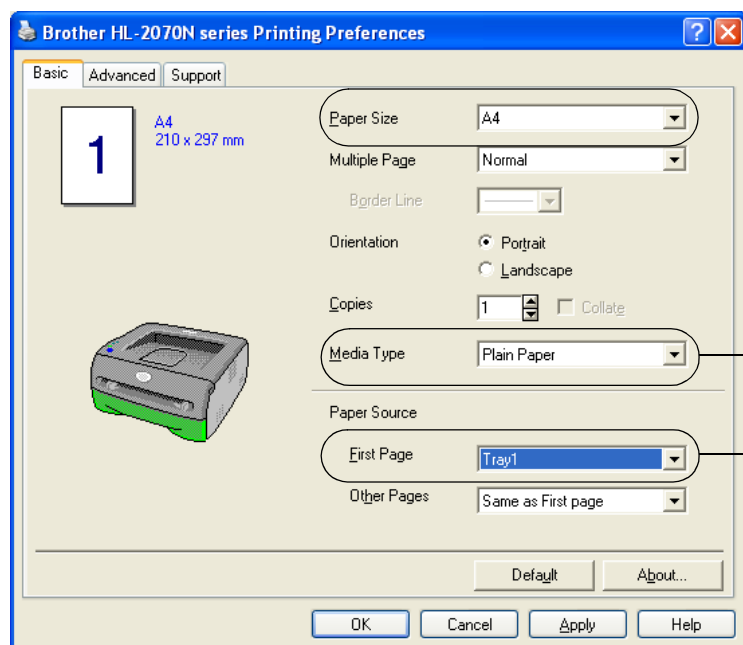 Brother HL-2070N series Printing Preferences
Basic Advanced Support
1
A4
210 x 297 mm
Paper Size A4
Multiple Page Normal
Border Line
Orientation Portrait
Landscape
Copies 1 Collate
Media Type Plain Paper
Paper Source
First Page Tray1
Other Pages Same as First page
Default About...
OK Cancel Apply Help